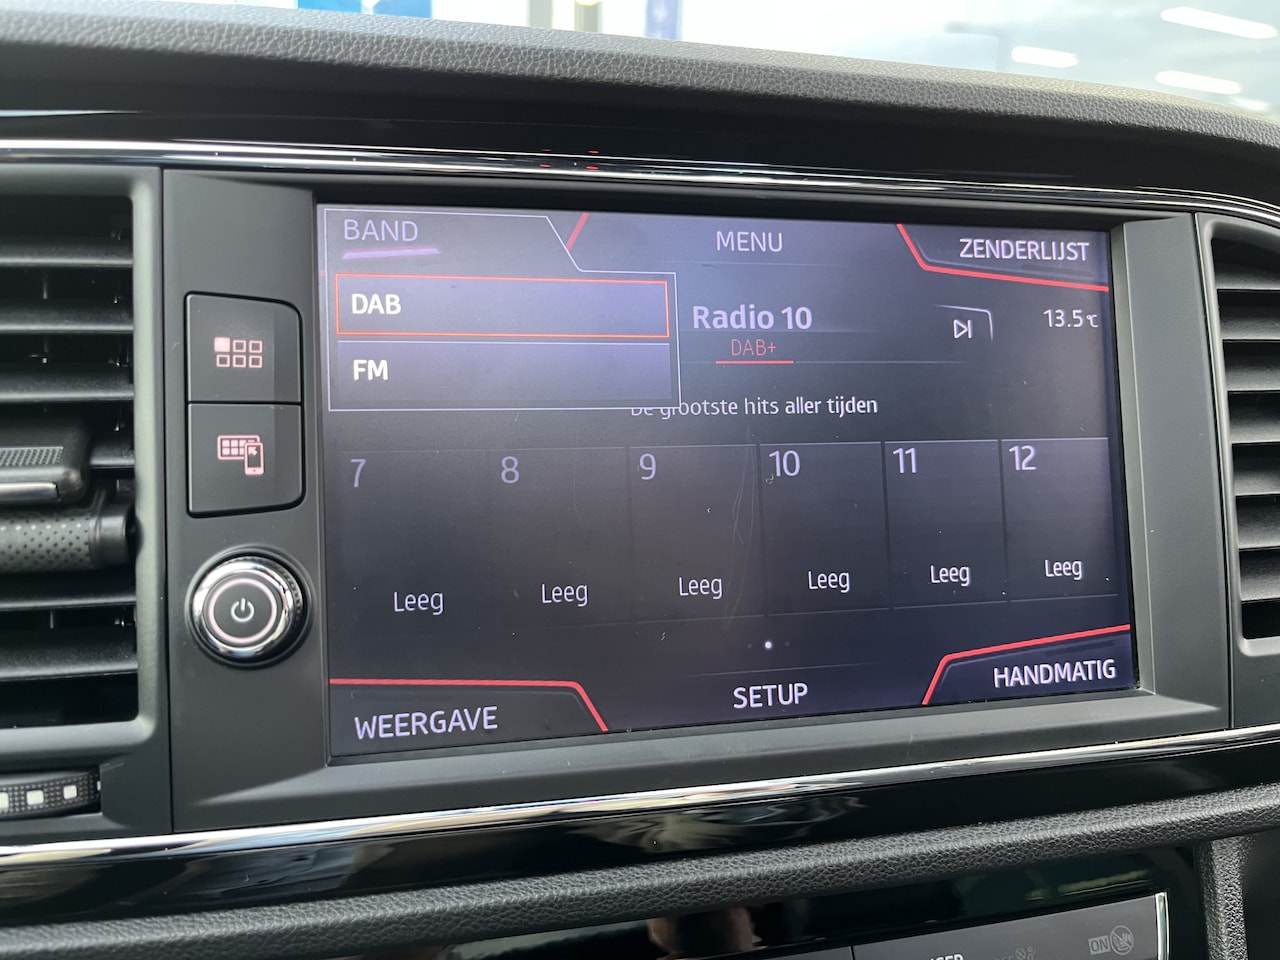 BAND
MENU
ZENDERLIJST
DAB
FM
Radio 10
DAB+
13.5℃
De grootste hits aller tijden
7 8 9 10 11 12
Leeg Leeg Leeg Leeg Leeg Leeg
WEERGAVE
SETUP
HANDMATIG
ON